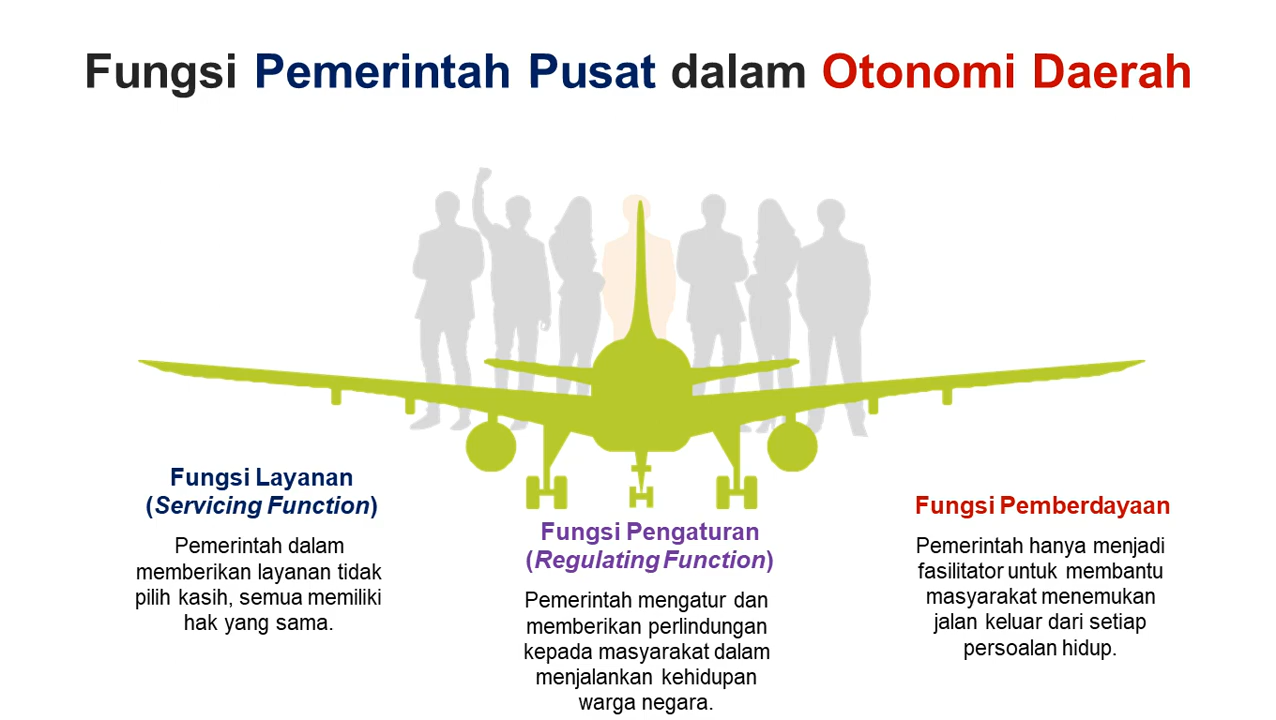 Fungsi Pemerintah Pusat dalam Otonomi Daerah
Fungsi Layanan
(Servicing Function)
Pemerintah dalam
memberikan layanan tidak
pilih kasih, semua memiliki
hak yang sama.
Fungsi Pengaturan
(Regulating Function)
Pemerintah mengatur dan
memberikan perlindungan
kepada masyarakat dalam
menjalankan kehidupan
warga negara.
Fungsi Pemberdayaan
Pemerintah hanya menjadi
fasilitator untuk membantu
masyarakat menemukan
jalan keluar dari setiap
persoalan hidup.